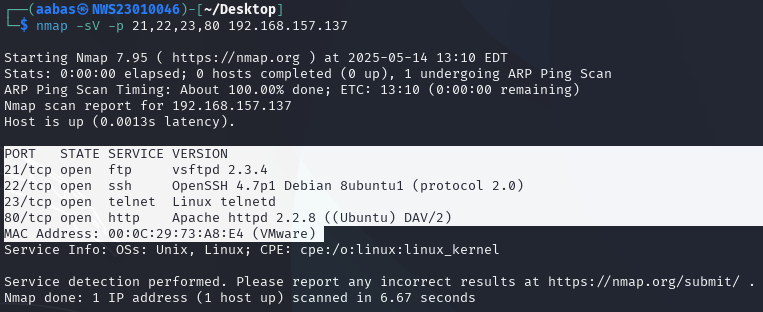 ┌──(aabas㉿NWS23010046)-[~/Desktop]
└─$ nmap -sV -p 21,22,23,80 192.168.157.137
Starting Nmap 7.95 ( https://nmap.org ) at 2025-05-14 13:10 EDT
Stats: 0:00:00 elapsed; 0 hosts completed (0 up), 1 undergoing ARP Ping Scan
ARP Ping Scan Timing: About 100.00% done; ETC: 13:10 (0:00:00 remaining)
Nmap scan report for 192.168.157.137
Host is up (0.0013s latency).
PORT   STATE SERVICE VERSION
21/tcp open  ftp     vsftpd 2.3.4
22/tcp open  ssh     OpenSSH 4.7p1 Debian 8ubuntu1 (protocol 2.0)
23/tcp open  telnet  Linux telnetd
80/tcp open  http    Apache httpd 2.2.8 ((Ubuntu) DAV/2)
MAC Address: 00:0C:29:73:A8:E4 (VMware)
Service Info: OSs: Unix, Linux; CPE: cpe:/o:linux:linux_kernel
Service detection performed. Please report any incorrect results at https://nmap.org/submit/ .
Nmap done: 1 IP address (1 host up) scanned in 6.67 seconds